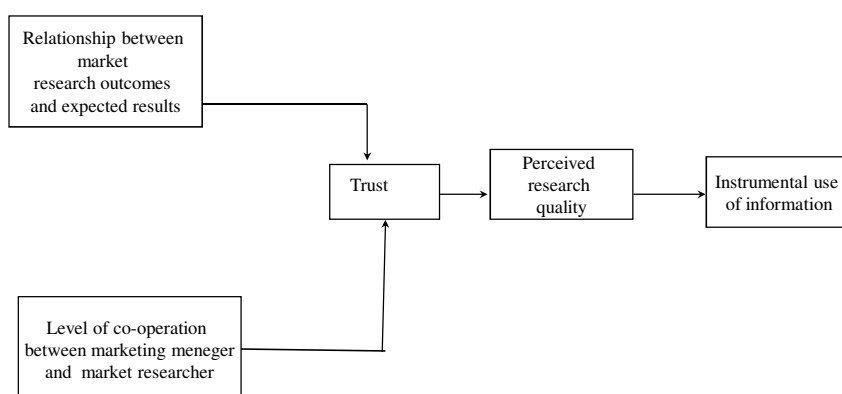 Relationship between
market
research outcomes
and expected results
Trust
Perceived
research
quality
Instrumental use
of information
Level of co-operation
between marketing meneger
and market researcher